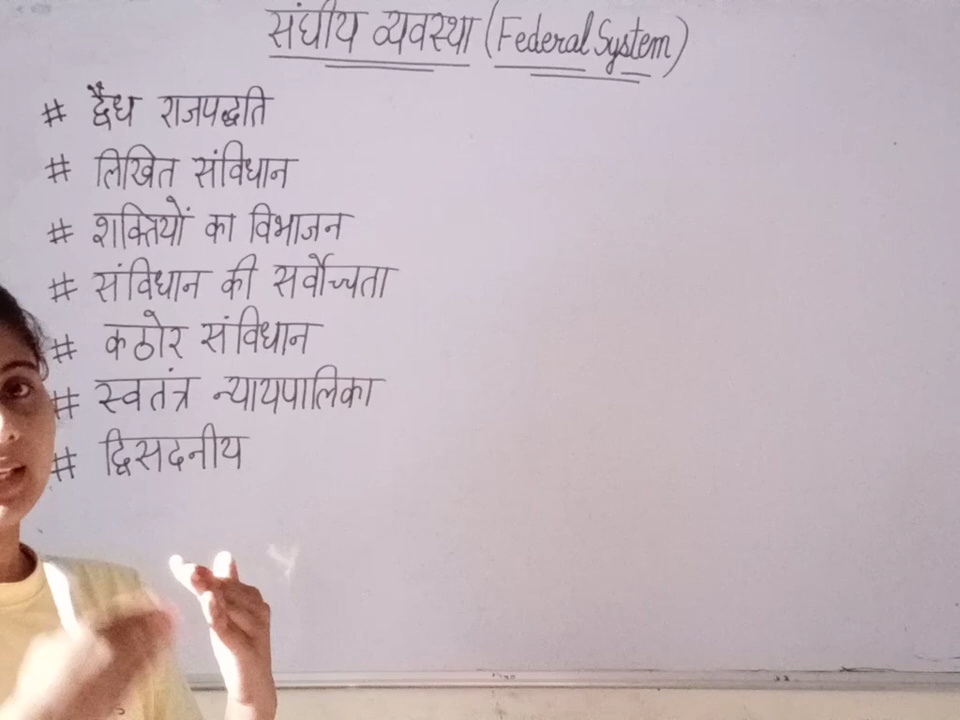 संघीय व्यवस्था (Federal System)
# द्वैध राजपद्धति
# लिखित संविधान
# शक्तियों का विभाजन
# संविधान की सर्वोच्चता
# कठोर संविधान
# स्वतंत्र न्यायपालिका
# द्विसदनीय